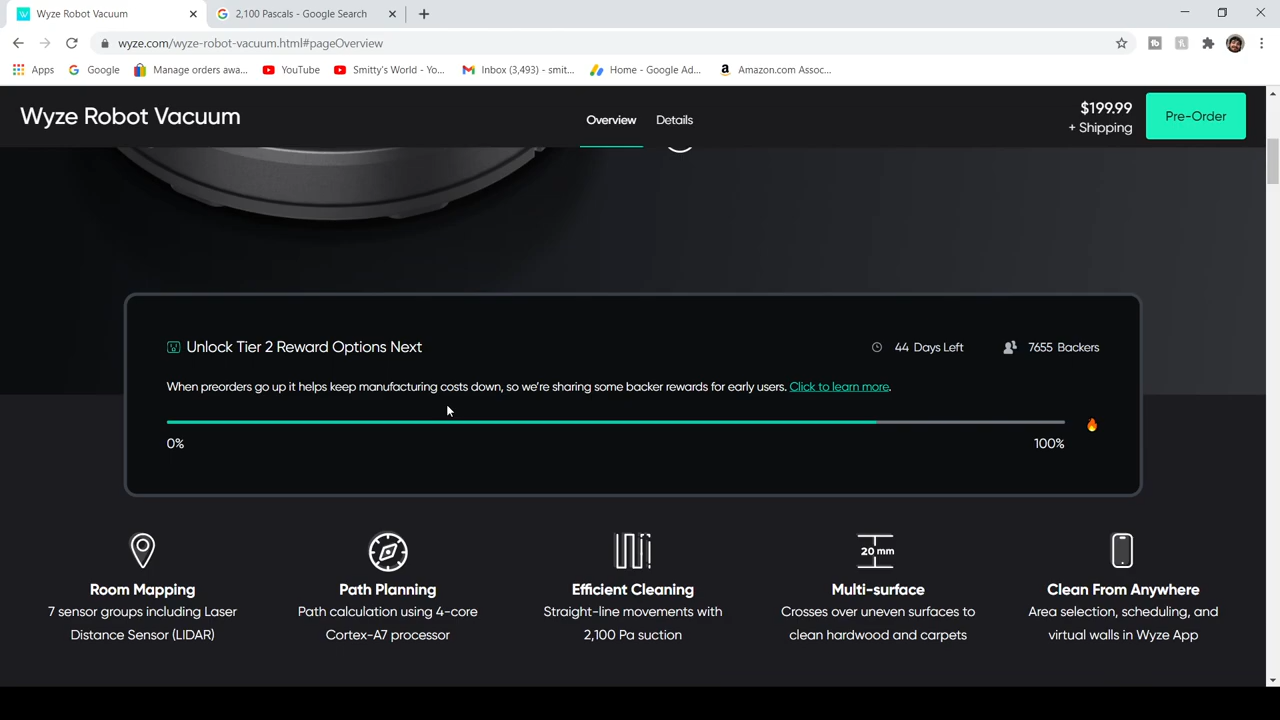 Wyze Robot Vacuum
2,100 Pascals - Google Search
wyze.com/wyze-robot-vacuum.html#pageOverview
Apps
Google
Manage orders awa...
YouTube
Smitty's World - Yo...
Inbox (3,493) - smit...
Home - Google Ad...
Amazon.com Assoc...
Wyze Robot Vacuum
Overview
Details
$199.99
+ Shipping
Pre-Order
Unlock Tier 2 Reward Options Next
44 Days Left
7655 Backers
When preorders go up it helps keep manufacturing costs down, so we're sharing some backer rewards for early users. Click to learn more.
0%
100%
Room Mapping
7 sensor groups including Laser
Distance Sensor (LIDAR)
Path Planning
Path calculation using 4-core
Cortex-A7 processor
Efficient Cleaning
Straight-line movements with
2,100 Pa suction
20 mm
Multi-surface
Crosses over uneven surfaces to
clean hardwood and carpets
Clean From Anywhere
Area selection, scheduling, and
virtual walls in Wyze App